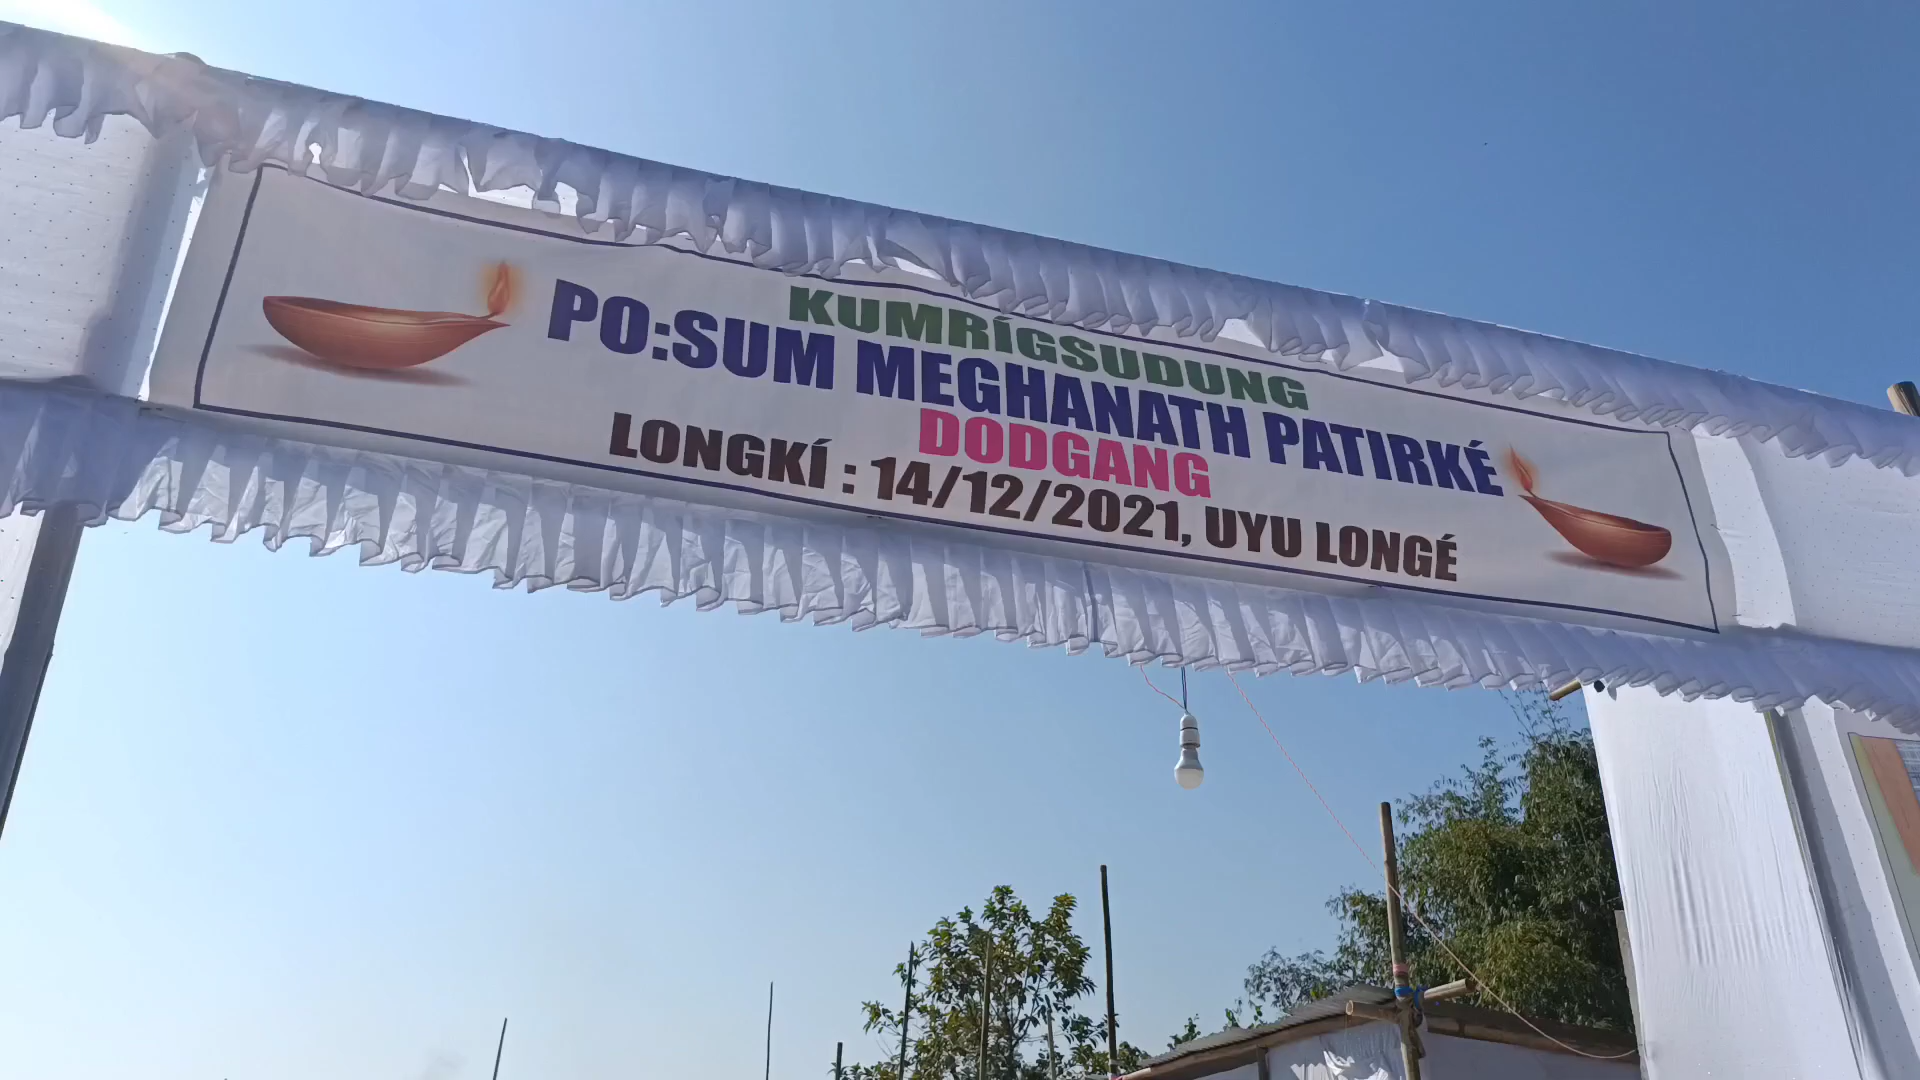 KUMRÍGSUDUNG
PO:SUM MEGHANATH PATIRKÉ
DODGANG
LONGKÍ : 14/12/2021, UYU LONGÉ